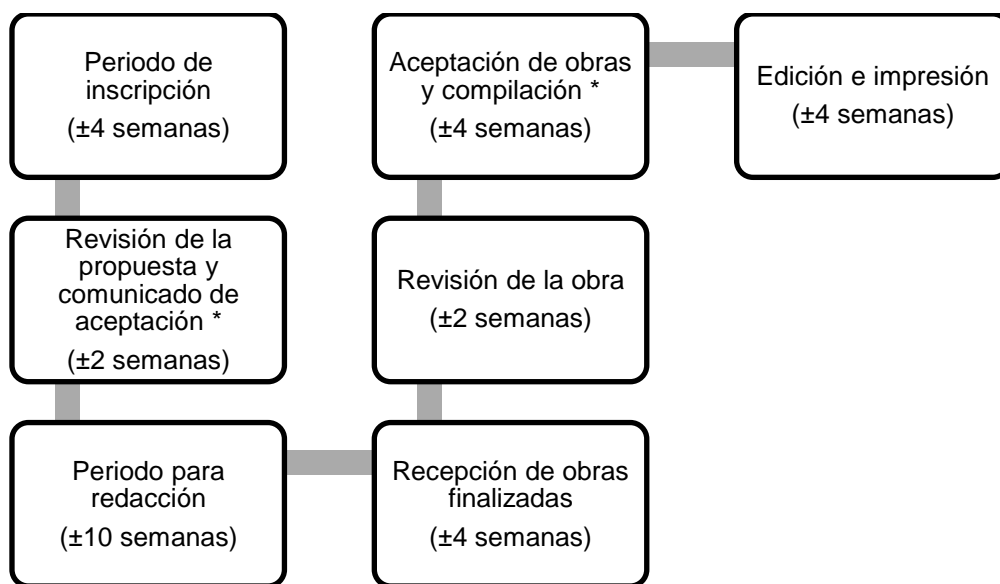 Periodo de
inscripción
(±4 semanas)
Revisión de la
propuesta y
comunicado de
aceptación *
(±2 semanas)
Periodo para
redacción
(±10 semanas)
Recepción de obras
finalizadas
(±4 semanas)
Revisión de la obra
(±2 semanas)
Aceptación de obras
y compilación *
(±4 semanas)
Edición e impresión
(±4 semanas)